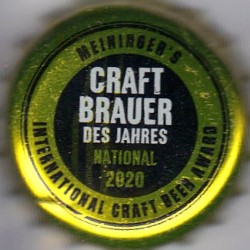 MEININGER'S
CRAFT
BRAUER
DES JAHRES
NATIONAL
2020
INTERNATIONAL CRAFT BEER AWARD